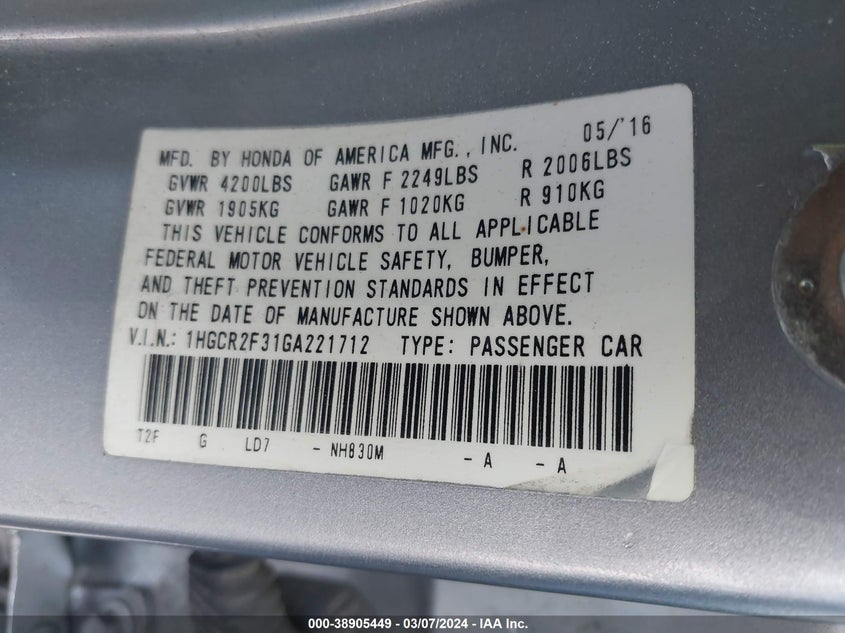 MFD. BY HONDA OF AMERICA MFG., INC. 05/'16
GVWR 4200LBS GAWR F 2249LBS R 2006LBS
GVWR 1905KG GAWR F 1020KG R 910KG
THIS VEHICLE CONFORMS TO ALL APPLICABLE
FEDERAL MOTOR VEHICLE SAFETY, BUMPER,
AND THEFT PREVENTION STANDARDS IN EFFECT
ON THE DATE OF MANUFACTURE SHOWN ABOVE.
V.I.N.: 1HGCR2F31GA221712 TYPE: PASSENGER CAR
T2F G LD7 - NH830M - A - A
000-38905449 — 03/07/2024 — IAA Inc.